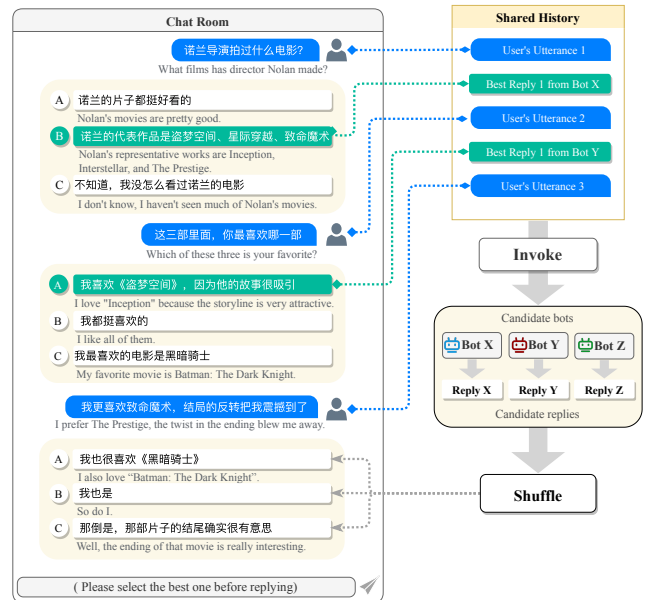 Chat Room
诺兰导演拍过什么电影？
What films has director Nolan made?
A 诺兰的片子都挺好看的
Nolan's movies are pretty good.
B 诺兰的代表作品是盗梦空间、星际穿越、致命魔术
Nolan's representative works are Inception,
Interstellar, and The Prestige.
C 不知道，我没怎么看过诺兰的电影
I don't know, I haven't seen much of Nolan's movies.
这三部里面，你最喜欢哪一部
Which of these three is your favorite?
A 我喜欢《盗梦空间》，因为他的故事很吸引
I love "Inception" because the storyline is very attractive.
B 我都挺喜欢的
I like all of them.
C 我最喜欢的电影是黑暗骑士
My favorite movie is Batman: The Dark Knight.
我更喜欢致命魔术，结局的反转把我震撼到了
I prefer The Prestige, the twist in the ending blew me away.
A 我也很喜欢《黑暗骑士》
I also love “Batman: The Dark Knight”.
B 我也是
So do I.
C 那倒是，那部片子的结尾确实很有意思
Well, the ending of that movie is really interesting.
( Please select the best one before replying)
Shared History
User's Utterance 1
Best Reply 1 from Bot X
User's Utterance 2
Best Reply 1 from Bot Y
User's Utterance 3
Invoke
Candidate bots
Bot X Bot Y Bot Z
Reply X Reply Y Reply Z
Candidate replies
Shuffle